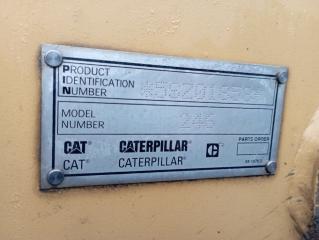 PRODUCT
IDENTIFICATION
NUMBER
MODEL
NUMBER 246
CAT CATERPILLAR C
PARTS ORDER
CAT CATERPILLAR